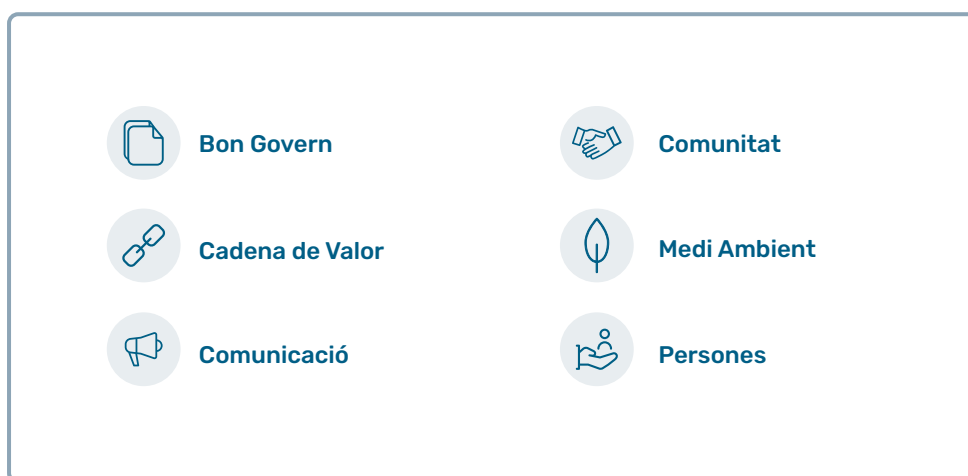 Bon Govern
Cadena de Valor
Comunicació
Comunitat
Medi Ambient
Persones